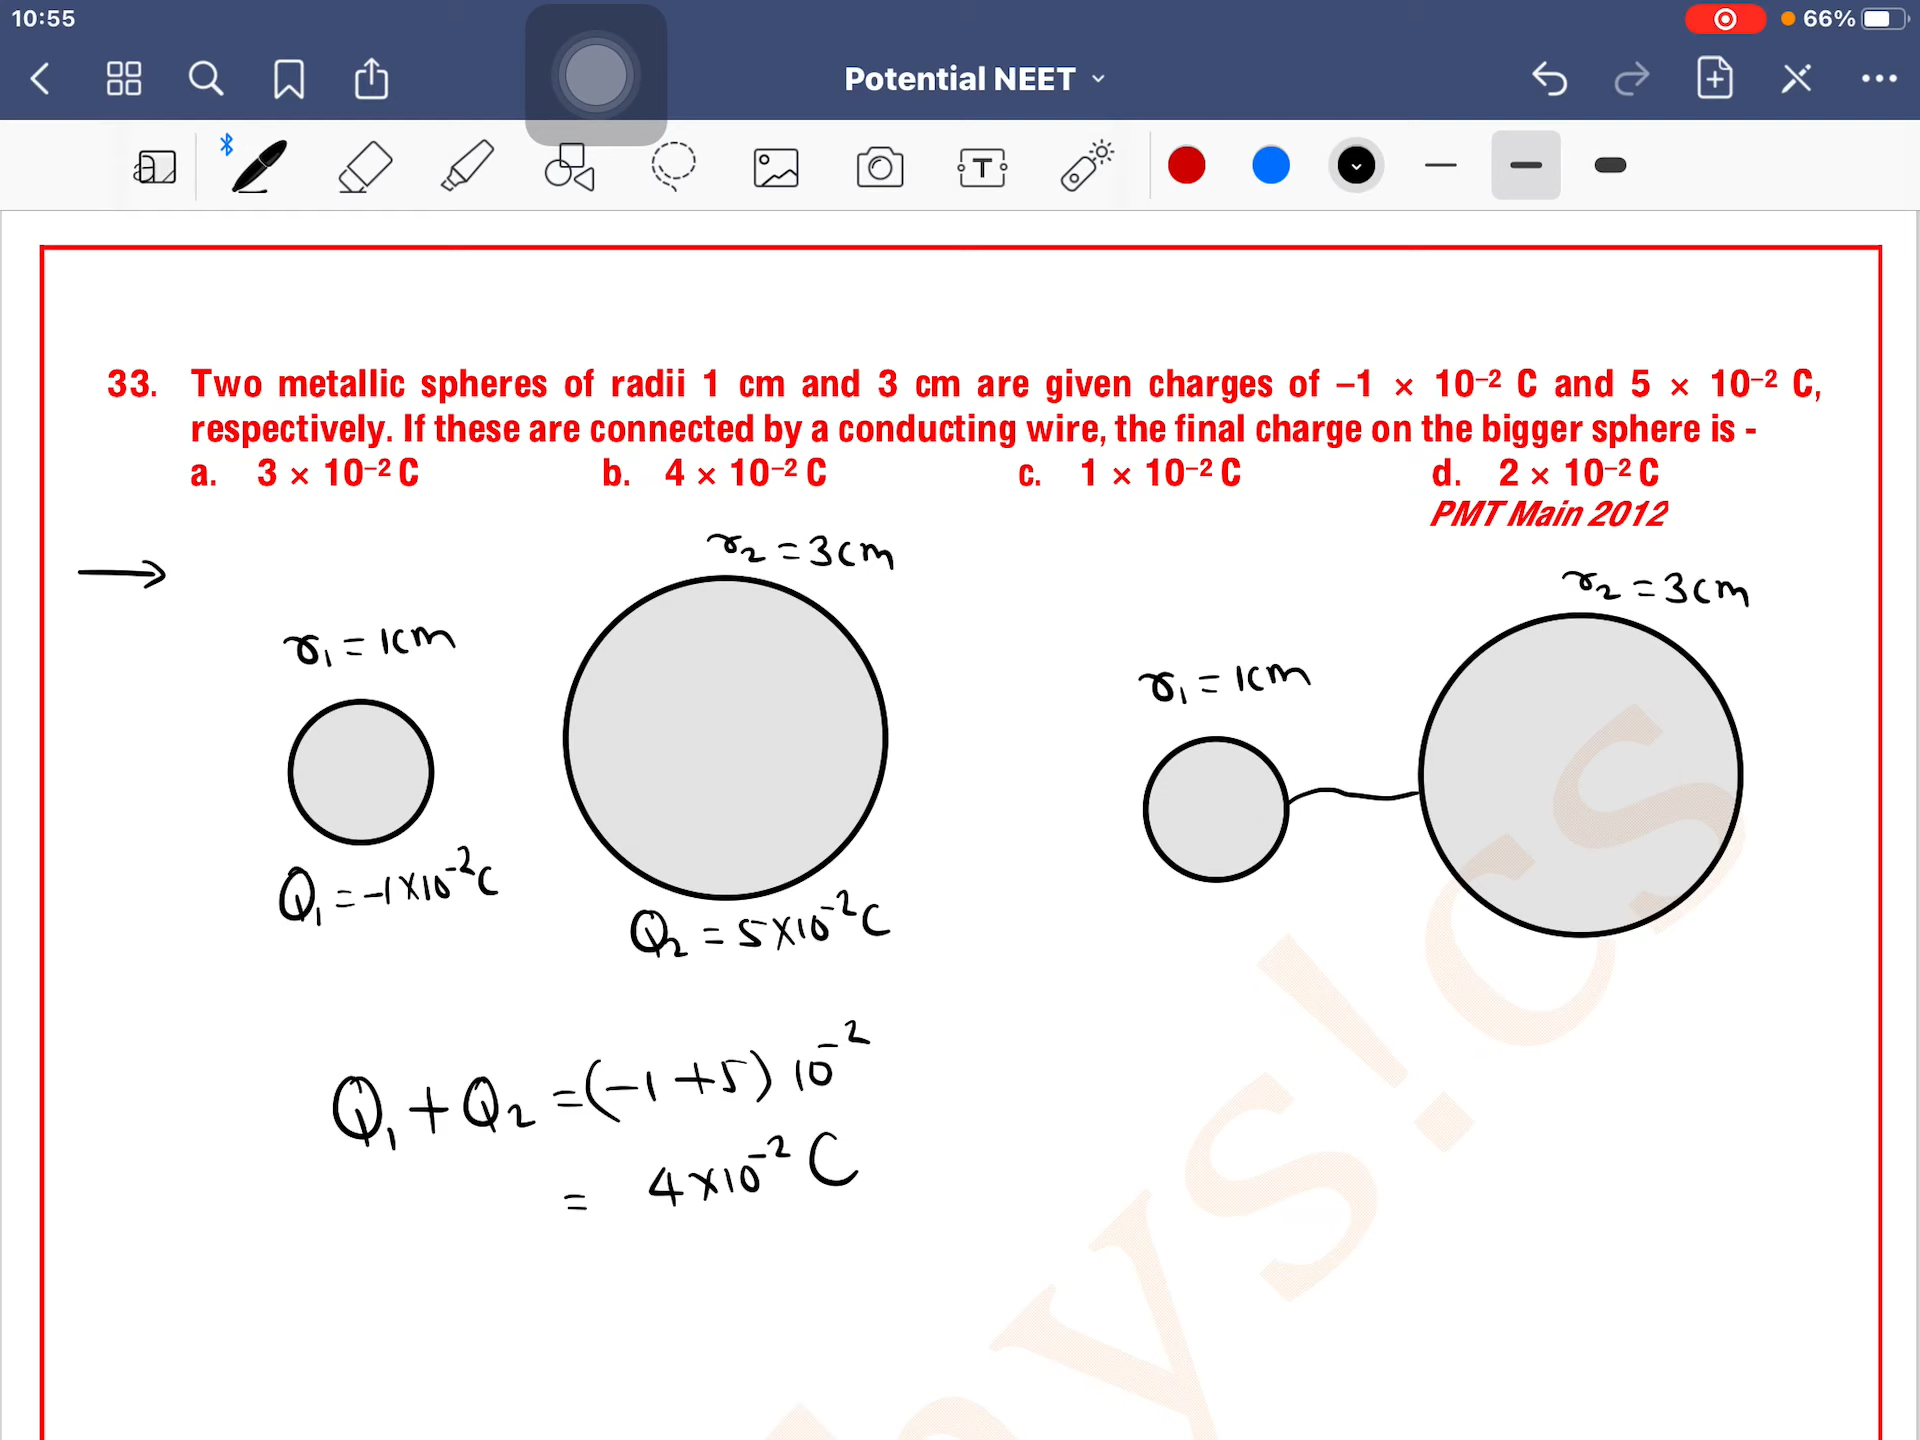 10:55
66%
Potential NEET
33. Two metallic spheres of radii 1 cm and 3 cm are given charges of –1 × 10⁻² C and 5 × 10⁻² C,
respectively. If these are connected by a conducting wire, the final charge on the bigger sphere is -
a. 3 × 10⁻² C b. 4 × 10⁻² C c. 1 × 10⁻² C d. 2 × 10⁻² C
PMT Main 2012
r₂ = 3cm
r₂ = 3cm
r₁ = 1cm
r₁ = 1cm
Q₁ = -1×10⁻²C
Q₂ = 5×10⁻²C
Q₁ + Q₂ = (-1+5) 10⁻²
= 4×10⁻² C
ys!cs